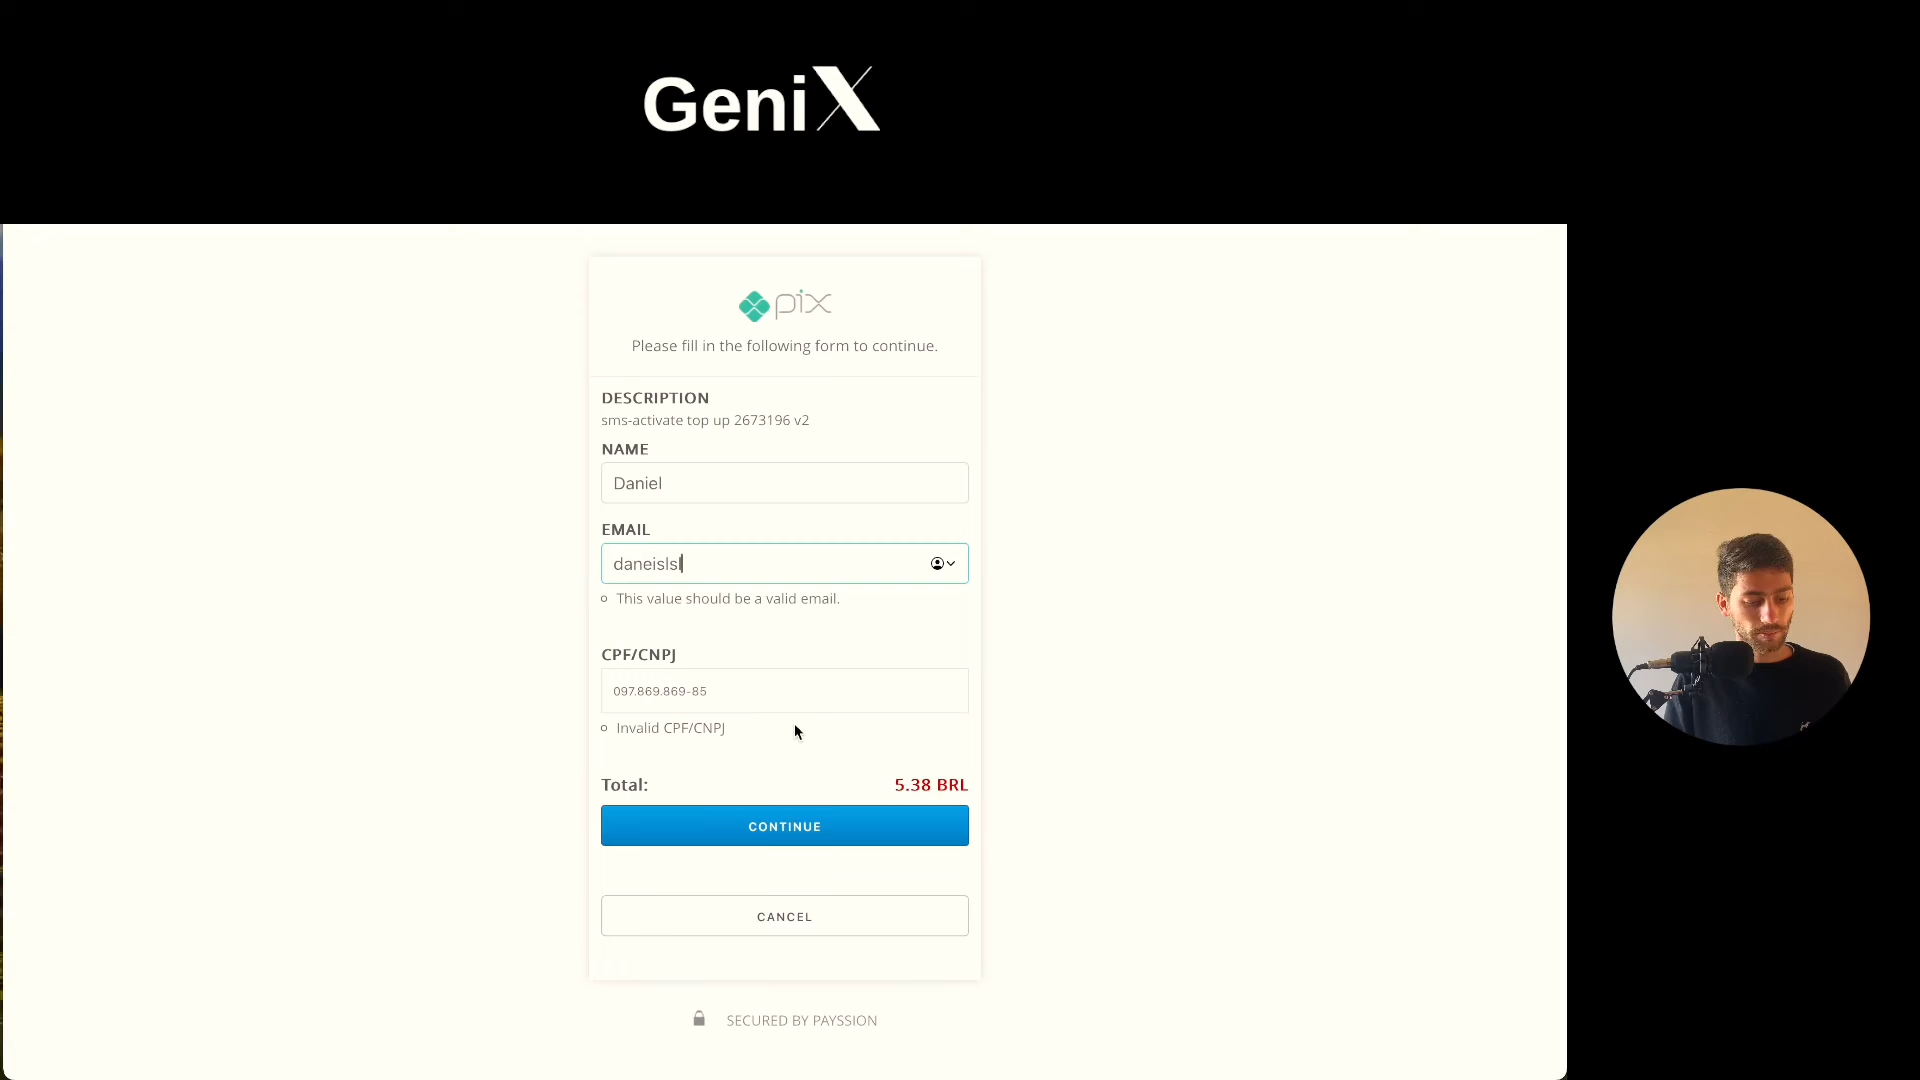 GeniX
pix
Please fill in the following form to continue.
DESCRIPTION
sms-activate top up 2673196 v2
NAME
Daniel
EMAIL
daneislsl
This value should be a valid email.
CPF/CNPJ
097.869.869-85
Invalid CPF/CNPJ
Total: 5.38 BRL
CONTINUE
CANCEL
SECURED BY PAYSSION